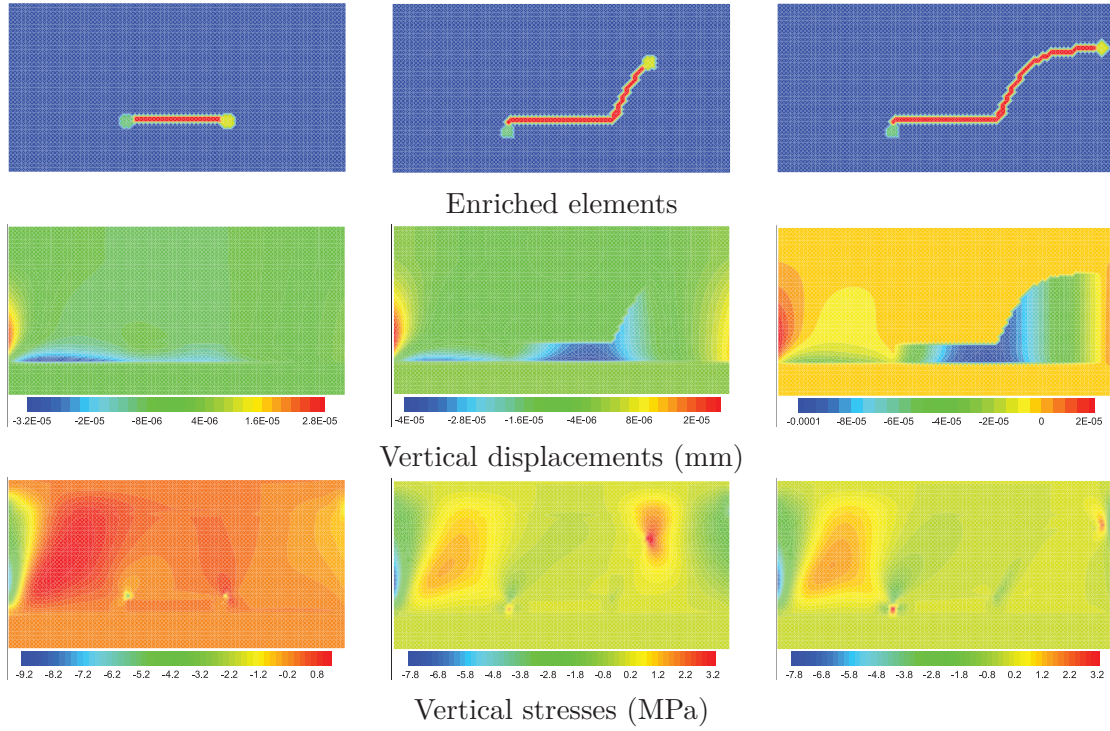 Enriched elements
-3.2E-05 -2E-05 -8E-06 4E-06 1.6E-05 2.8E-05
-4E-05 -2.8E-05 -1.6E-05 -4E-06 8E-06 2E-05
-0.0001 -8E-05 -6E-05 -4E-05 -2E-05 0 2E-05
Vertical displacements (mm)
-9.2 -8.2 -7.2 -6.2 -5.2 -4.2 -3.2 -2.2 -1.2 -0.2 0.8
-7.8 -6.8 -5.8 -4.8 -3.8 -2.8 -1.8 -0.8 0.2 1.2 2.2 3.2
-7.8 -6.8 -5.8 -4.8 -3.8 -2.8 -1.8 -0.8 0.2 1.2 2.2 3.2
Vertical stresses (MPa)